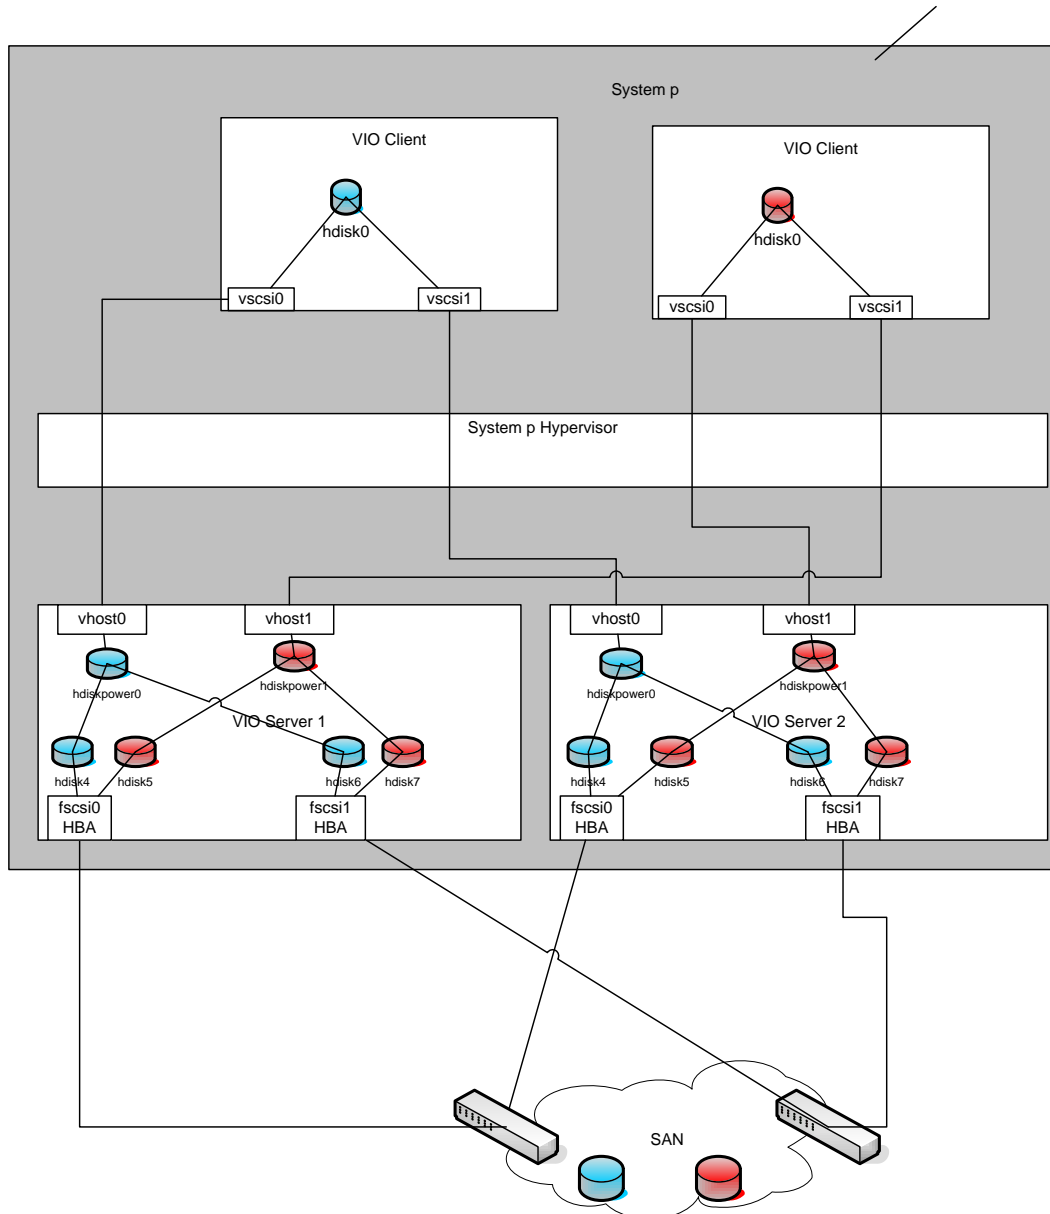 System p
VIO Client
hdisk0
vscsi0
vscsi1
VIO Client
hdisk0
vscsi0
vscsi1
System p Hypervisor
vhost0
vhost1
hdiskpower0
hdiskpower1
VIO Server 1
hdisk4
hdisk5
hdisk6
hdisk7
fscsi0
HBA
fscsi1
HBA
vhost0
vhost1
hdiskpower0
hdiskpower1
VIO Server 2
hdisk4
hdisk5
hdisk6
hdisk7
fscsi0
HBA
fscsi1
HBA
SAN